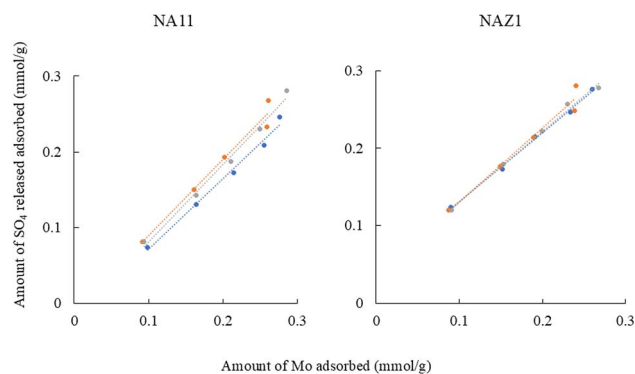 NA11
NAZ1
Amount of SO4 released adsorbed (mmol/g)
0.3
0.2
0.1
0
0 0.1 0.2 0.3
0.3
0.2
0.1
0
0 0.1 0.2 0.3
Amount of Mo adsorbed (mmol/g)